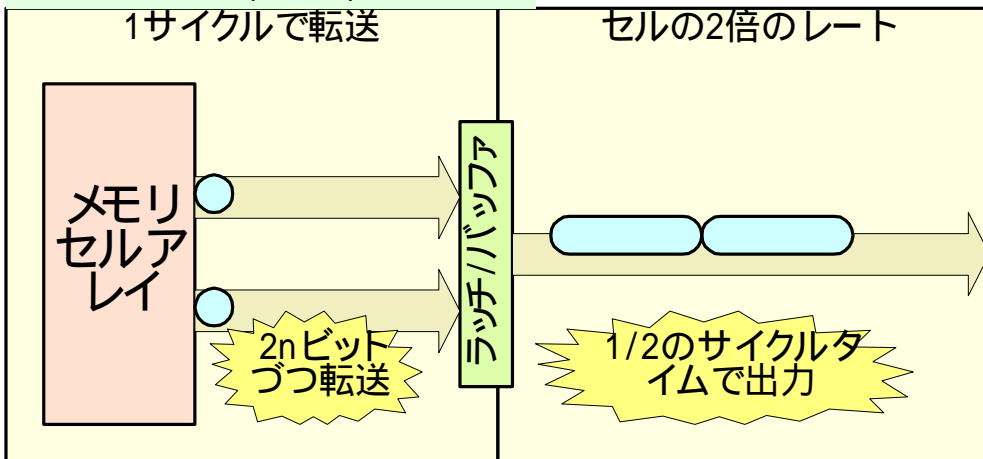 1サイクルで転送
セルの2倍のレート
メモリ
セルア
レイ
ラッチ/バッファ
2nビット
づつ転送
1/2のサイクルタ
イムで出力